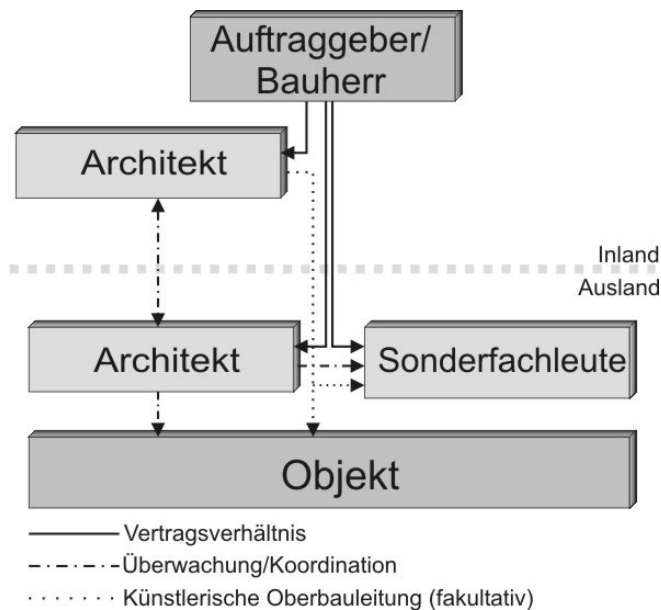 Auftraggeber/
Bauherr
Architekt
Inland
Ausland
Architekt
Sonderfachleute
Objekt
Vertragsverhältnis
Überwachung/Koordination
Künstlerische Oberbauleitung (fakultativ)